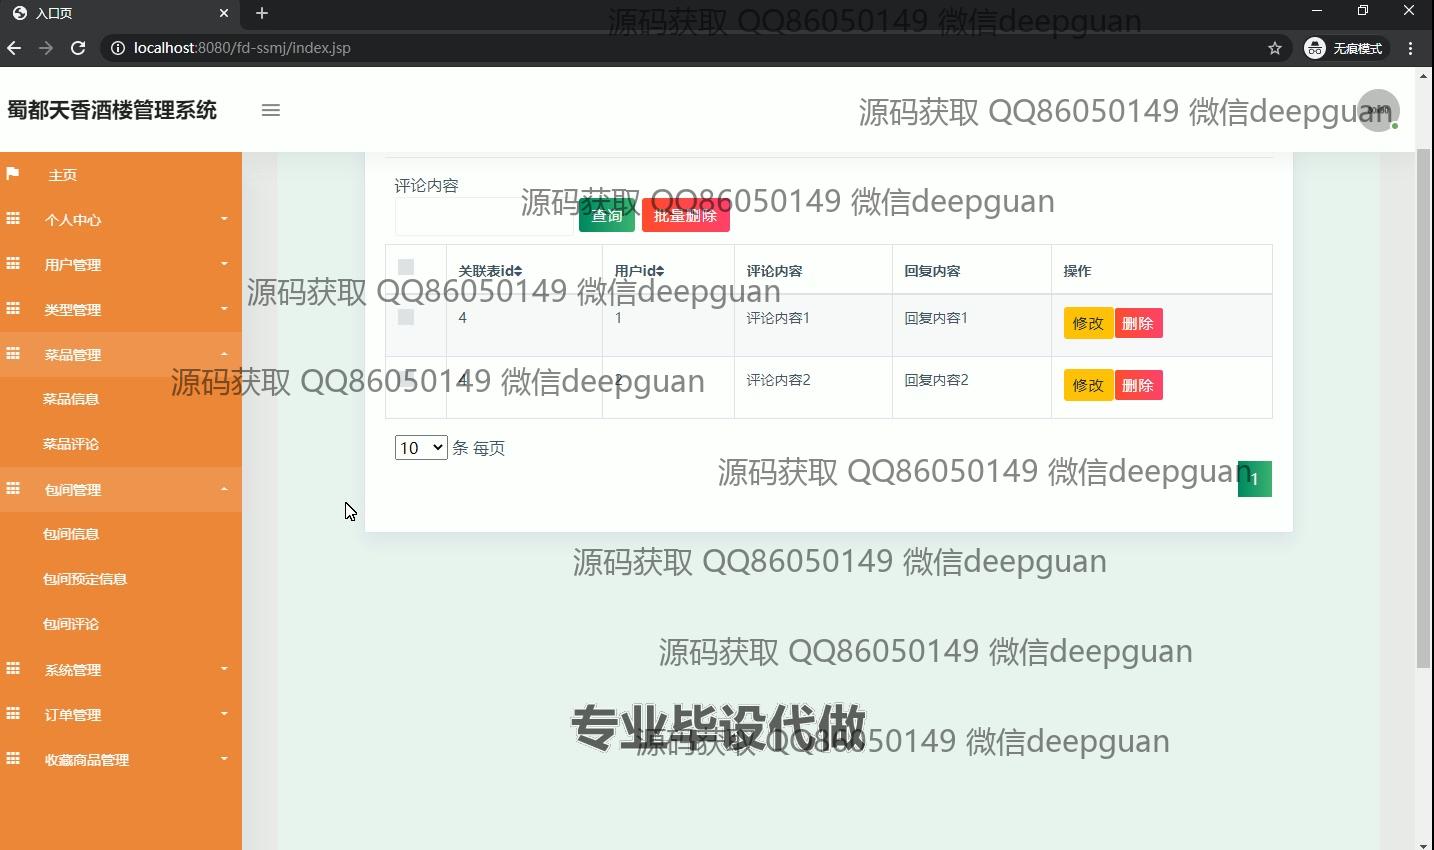 入口页
源码获取 QQ86050149 微信deepguan
localhost:8080/fd-ssmj/index.jsp
无痕模式
蜀都天香酒楼管理系统
源码获取 QQ86050149 微信deepguan
主页
个人中心
用户管理
类型管理
菜品管理
菜品信息
菜品评论
包间管理
包间信息
包间预定信息
包间评论
系统管理
订单管理
收藏商品管理
评论内容
源码获取 QQ86050149 微信deepguan
查询 批量删除
关联表id 用户id 评论内容 回复内容 操作
源码获取 QQ86050149 微信deepguan
4 1 评论内容1 回复内容1 修改 删除
4 2 评论内容2 回复内容2 修改 删除
源码获取 QQ86050149 微信deepguan
10 条 每页
源码获取 QQ86050149 微信deepguan
1
源码获取 QQ86050149 微信deepguan
源码获取 QQ86050149 微信deepguan
专业毕设代做
源码获取 QQ86050149 微信deepguan